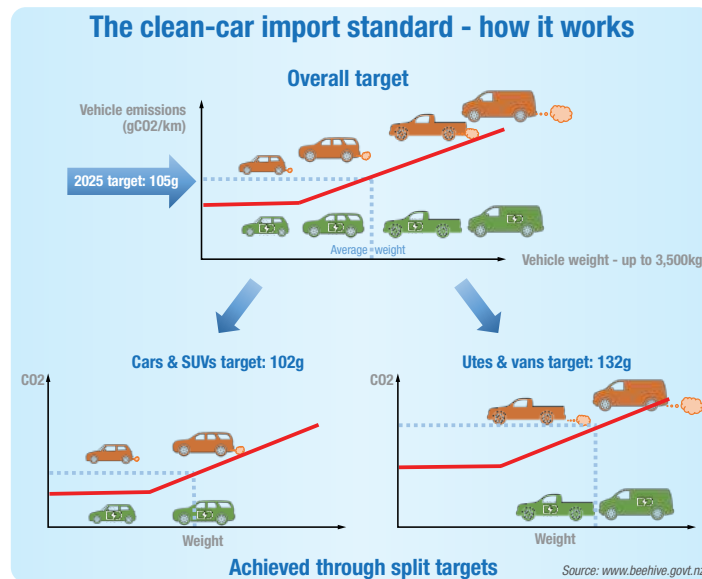 The clean-car import standard - how it works
Overall target
Vehicle emissions
(gCO2/km)
2025 target: 105g
Average weight
Vehicle weight - up to 3,500kg
Cars & SUVs target: 102g
CO2
Weight
Utes & vans target: 132g
CO2
Weight
Achieved through split targets
Source: www.beehive.govt.nz